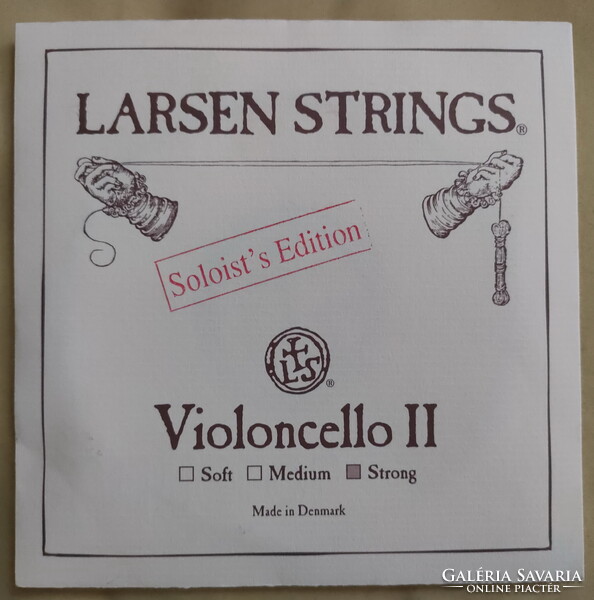 LARSEN STRINGS®
Soloist's Edition
LS
®
Violoncello II
☐ Soft ☐ Medium ■ Strong
Made in Denmark
GALÉRIA SAVARIA
ONLINE PIACTÉR